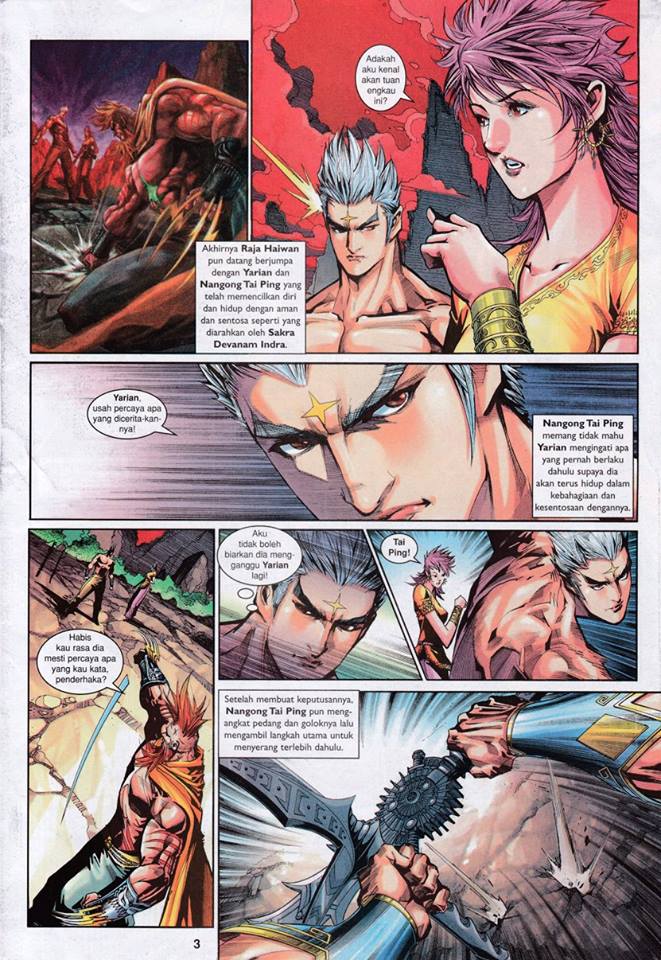 Adakah
aku kenal
akan tuan
engkau
ini?
Akhirnya Raja Haiwan
pun datang berjumpa
dengan Yarian dan
Nangong Tai Ping yang
telah memencilkan diri
dan hidup dengan aman
dan sentosa seperti yang
diarahkan oleh Sakra
Devanam Indra.
Yarian,
usah percaya apa
yang dicerita-kan-
nya!
Nangong Tai Ping
memang tidak mahu
Yarian mengingati apa
yang pernah berlaku
dahulu supaya dia
akan terus hidup dalam
kebahagiaan dan
kesentosaan dengannya.
Habis
kau rasa dia
mesti percaya apa
yang kau kata,
penderhaka?
Aku
tidak boleh
biarkan dia meng-
ganggu Yarian
lagi!
Tai
Ping!
Setelah membuat keputusannya,
Nangong Tai Ping pun meng-
angkat pedang dan goloknya lalu
mengambil langkah utama untuk
menyerang terlebih dahulu.
3